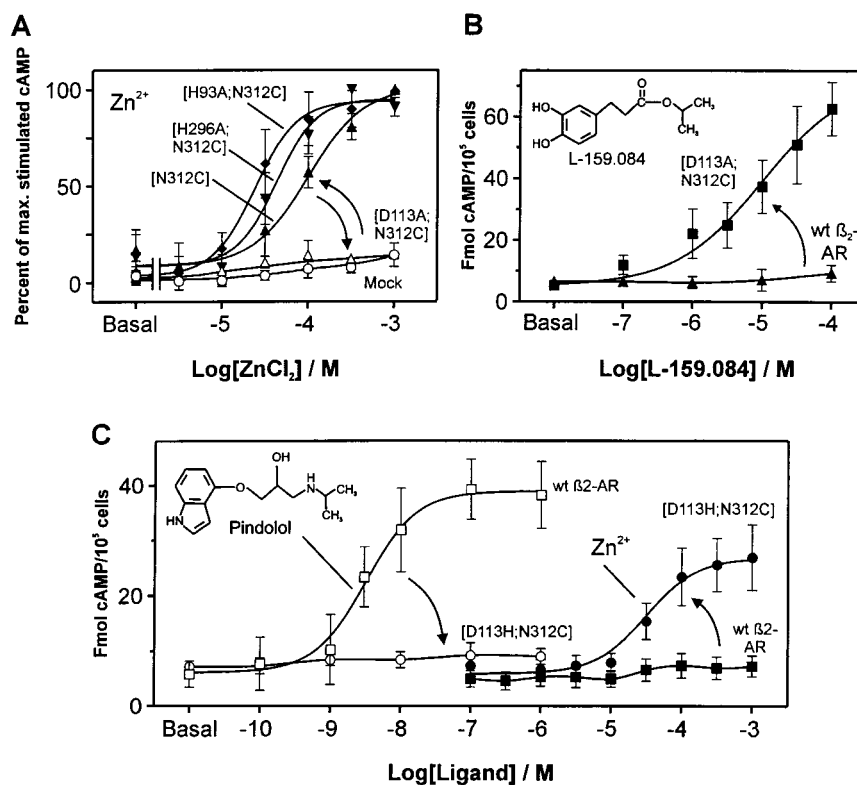 A
Zn²⁺
[H93A;N312C]
[H296A;
N312C]
[N312C]
[D113A;
N312C]
Mock
Percent of max. stimulated cAMP
100
50
0
Basal
-5
-4
-3
Log[ZnCl₂] / M
B
HO
HO
O
O
CH₃
CH₃
L-159.084
[D113A;
N312C]
wt ß₂-
AR
Fmol cAMP/10⁵ cells
60
40
20
0
Basal
-7
-6
-5
-4
Log[L-159.084] / M
C
OH
O
H
N
CH₃
CH₃
HN
Pindolol
wt ß2-AR
[D113H;N312C]
[D113H;N312C]
Zn²⁺
wt ß2-
AR
Fmol cAMP/10⁵ cells
40
20
0
Basal
-10
-9
-8
-7
-6
-5
-4
-3
Log[Ligand] / M